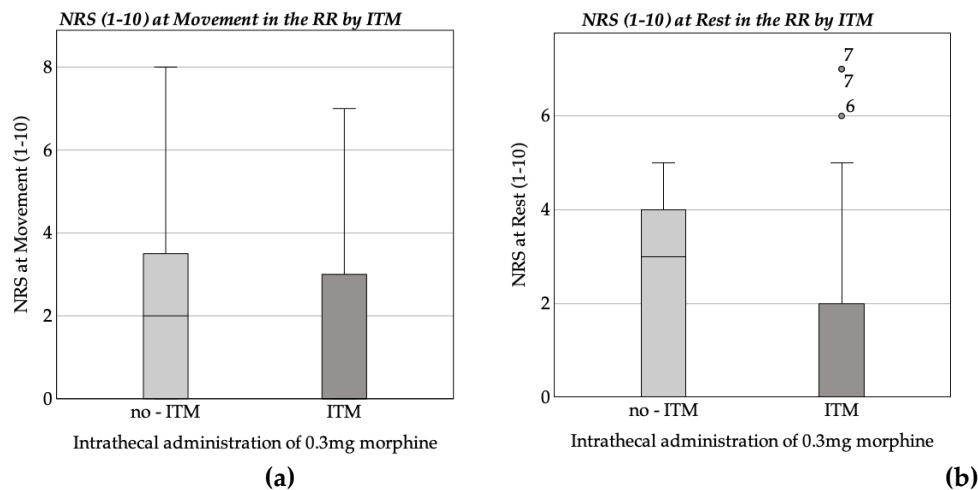 NRS (1-10) at Movement in the RR by ITM
NRS at Movement (1-10)
8
6
4
2
0
no - ITM
ITM
Intrathecal administration of 0.3mg morphine
(a)
NRS (1-10) at Rest in the RR by ITM
NRS at Rest (1-10)
7
7
6
6
4
2
0
no - ITM
ITM
Intrathecal administration of 0.3mg morphine
(b)